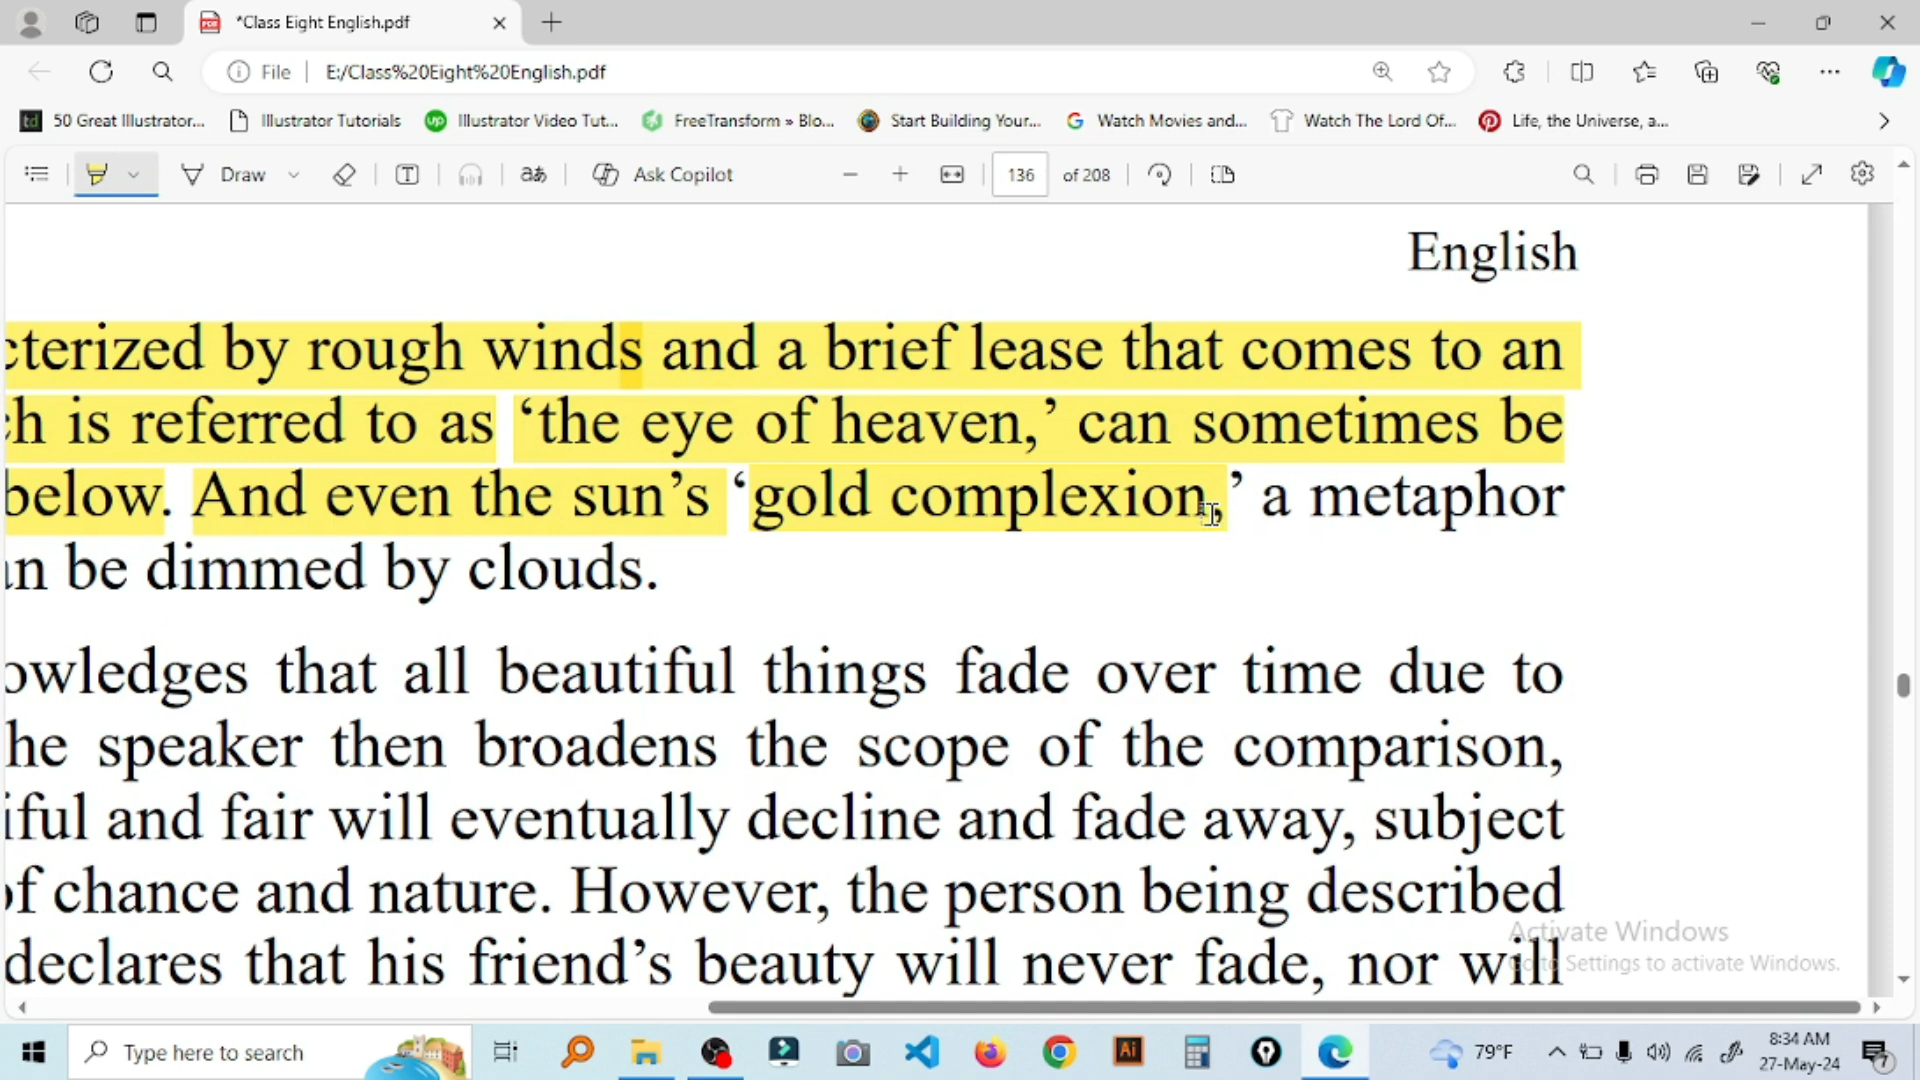 *Class Eight English.pdf
File E:/Class%20Eight%20English.pdf
td 50 Great Illustrator... Illustrator Tutorials up Illustrator Video Tut... FreeTransform » Blo... Start Building Your... Watch Movies and... Watch The Lord Of... Life, the Universe, a...
Draw Ask Copilot 136 of 208
English
cterized by rough winds and a brief lease that comes to an
ch is referred to as ‘the eye of heaven,’ can sometimes be
below. And even the sun’s ‘gold complexion,’ a metaphor
an be dimmed by clouds.
owledges that all beautiful things fade over time due to
he speaker then broadens the scope of the comparison,
iful and fair will eventually decline and fade away, subject
of chance and nature. However, the person being described
declares that his friend’s beauty will never fade, nor will
Activate Windows
Go to Settings to activate Windows.
Type here to search Ai 79°F 8:34 AM
27-May-24 7